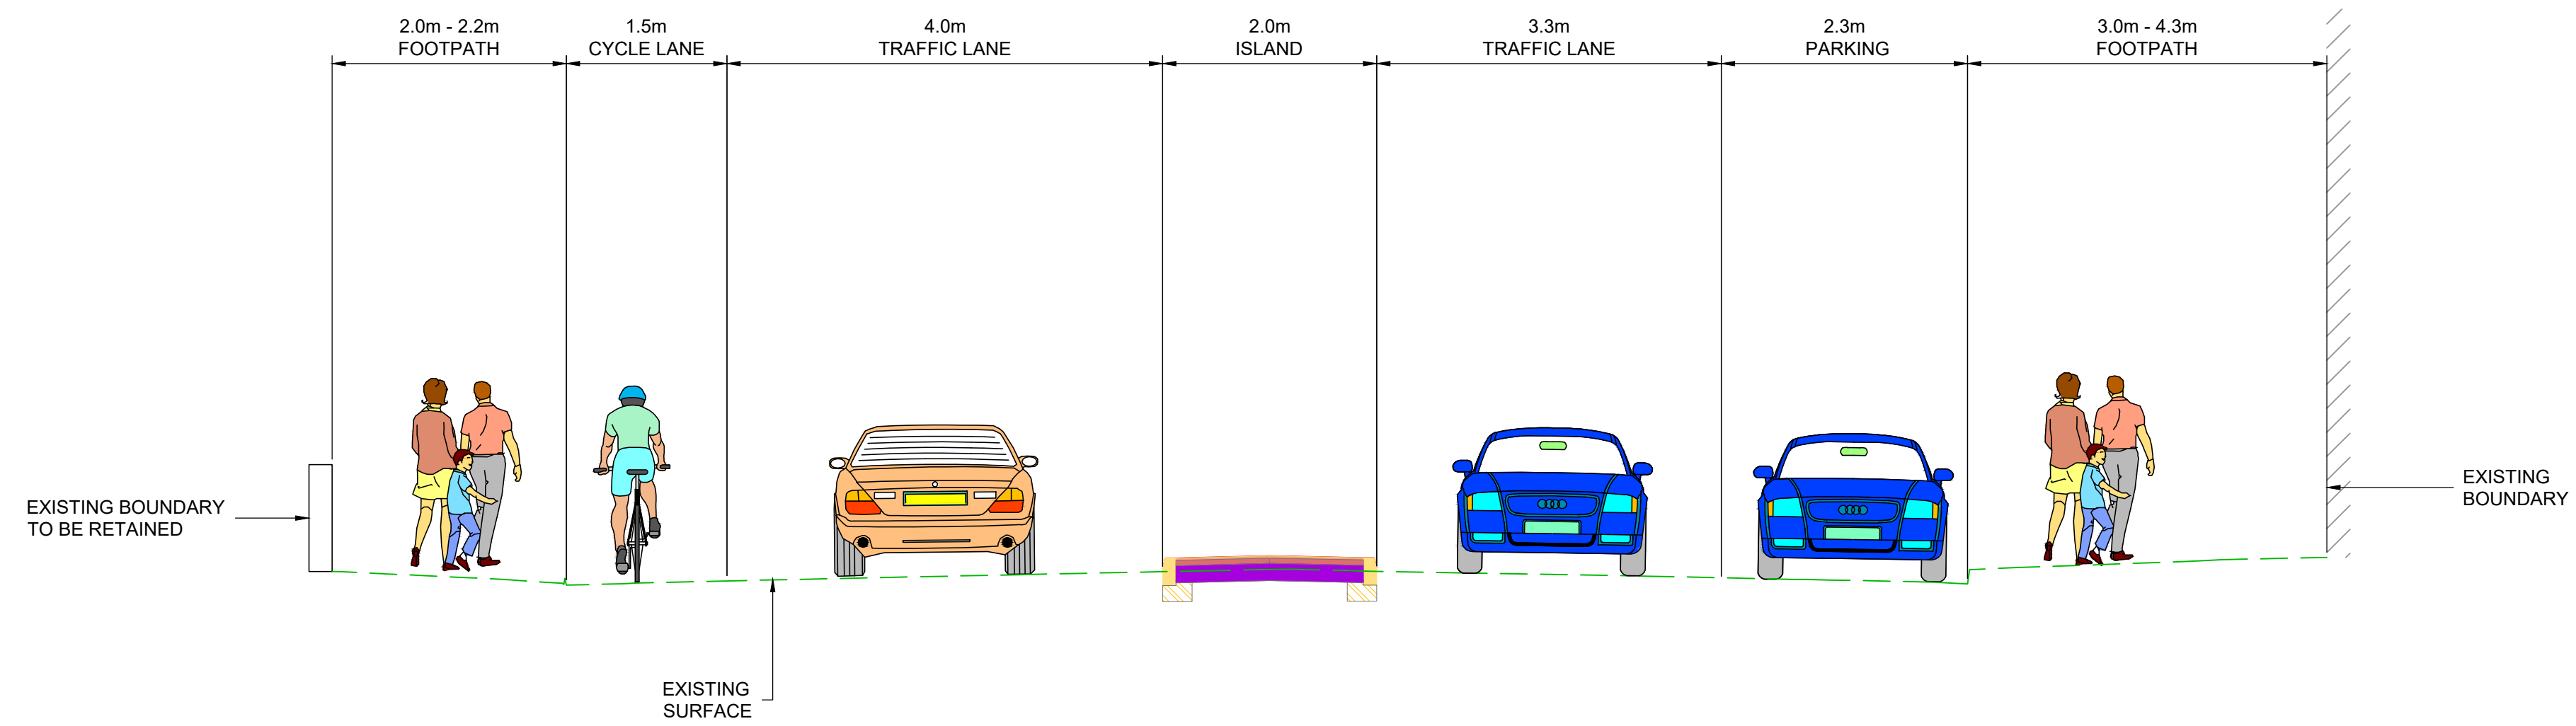 2.0m - 2.2m
FOOTPATH
1.5m
CYCLE LANE
4.0m
TRAFFIC LANE
2.0m
ISLAND
3.3m
TRAFFIC LANE
2.3m
PARKING
3.0m - 4.3m
FOOTPATH
EXISTING BOUNDARY
TO BE RETAINED
EXISTING
BOUNDARY
EXISTING
SURFACE